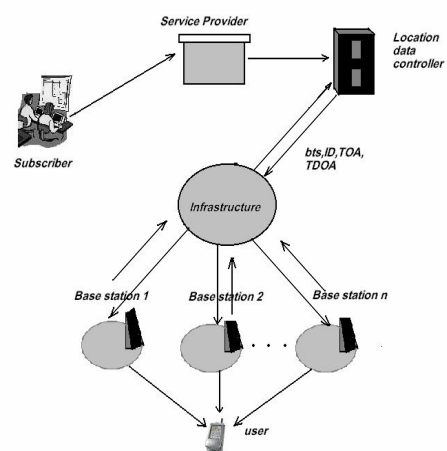 Service Provider
Location
data
controller
Subscriber
bts,ID,TOA,
TDOA
Infrastructure
Base station 1
Base station 2
Base station n
user